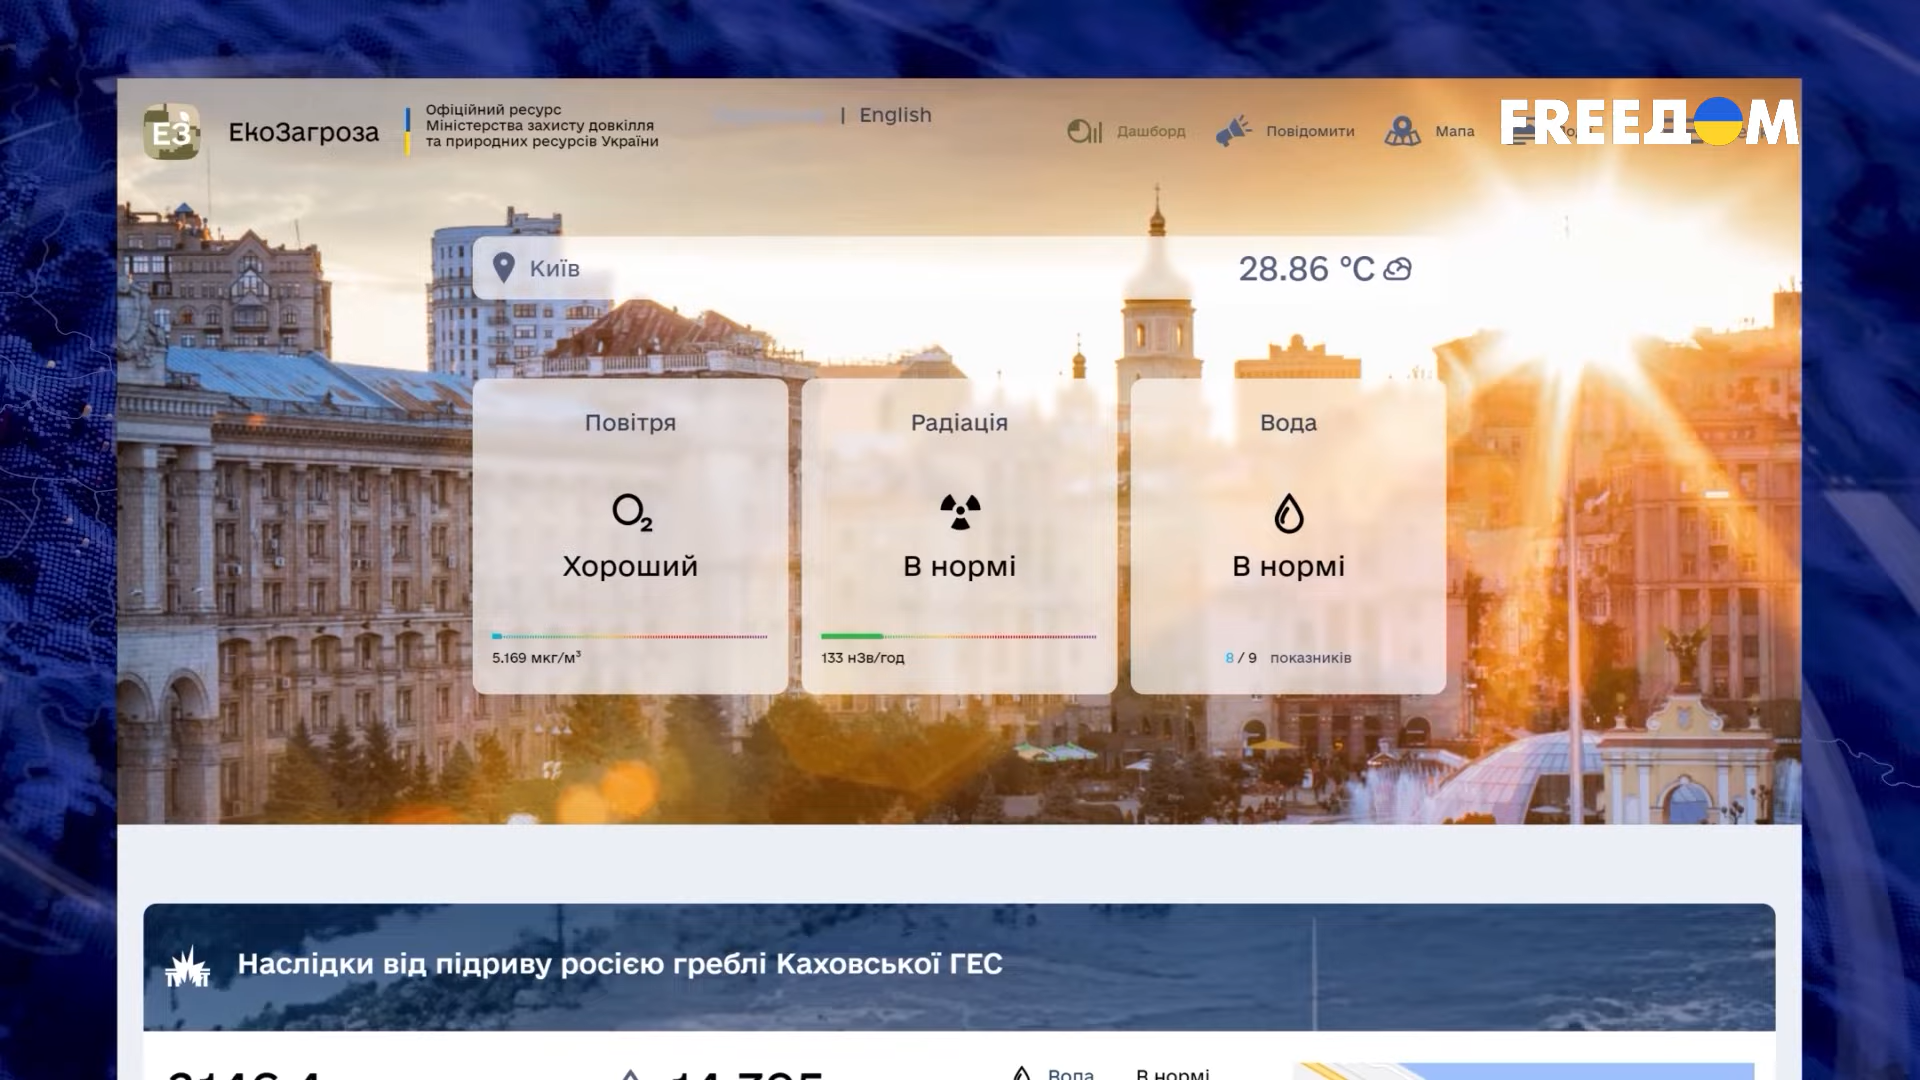 ЕЗ
ЕкоЗагроза
Офіційний ресурс
Міністерства захисту довкілля
та природних ресурсів України
| English
Дашборд
Повідомити
Мапа
FREEДОМ
Київ
28.86 °C
Повітря
O2
Хороший
5.169 мкг/м³
Радіація
В нормі
133 нЗв/год
Вода
В нормі
8 / 9 показників
Наслідки від підриву росією греблі Каховської ГЕС
Вода
В нормі